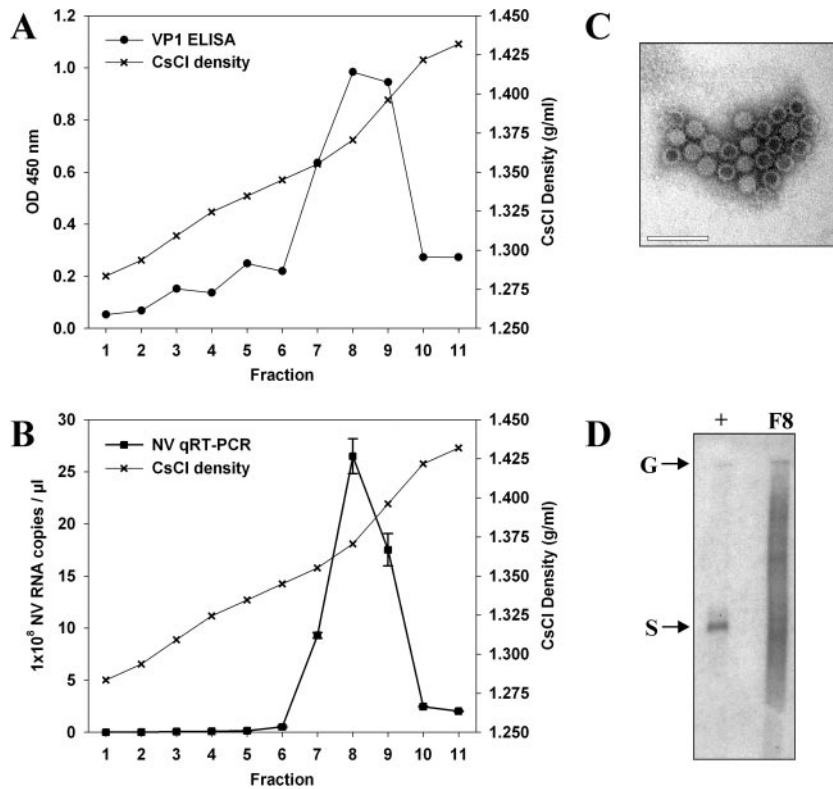 A
VP1 ELISA
CsCl density
OD 450 nm
1.2
1.0
0.8
0.6
0.4
0.2
0.0
1.450
1.425
1.400
1.375
1.350
1.325
1.300
1.275
1.250
CsCl Density (g/ml)
1 2 3 4 5 6 7 8 9 10 11
Fraction
B
NV qRT-PCR
CsCl density
1x10⁸ NV RNA copies / µl
30
25
20
15
10
5
0
1.450
1.425
1.400
1.375
1.350
1.325
1.300
1.275
1.250
CsCl Density (g/ml)
1 2 3 4 5 6 7 8 9 10 11
Fraction
C
D
+ F8
G
S